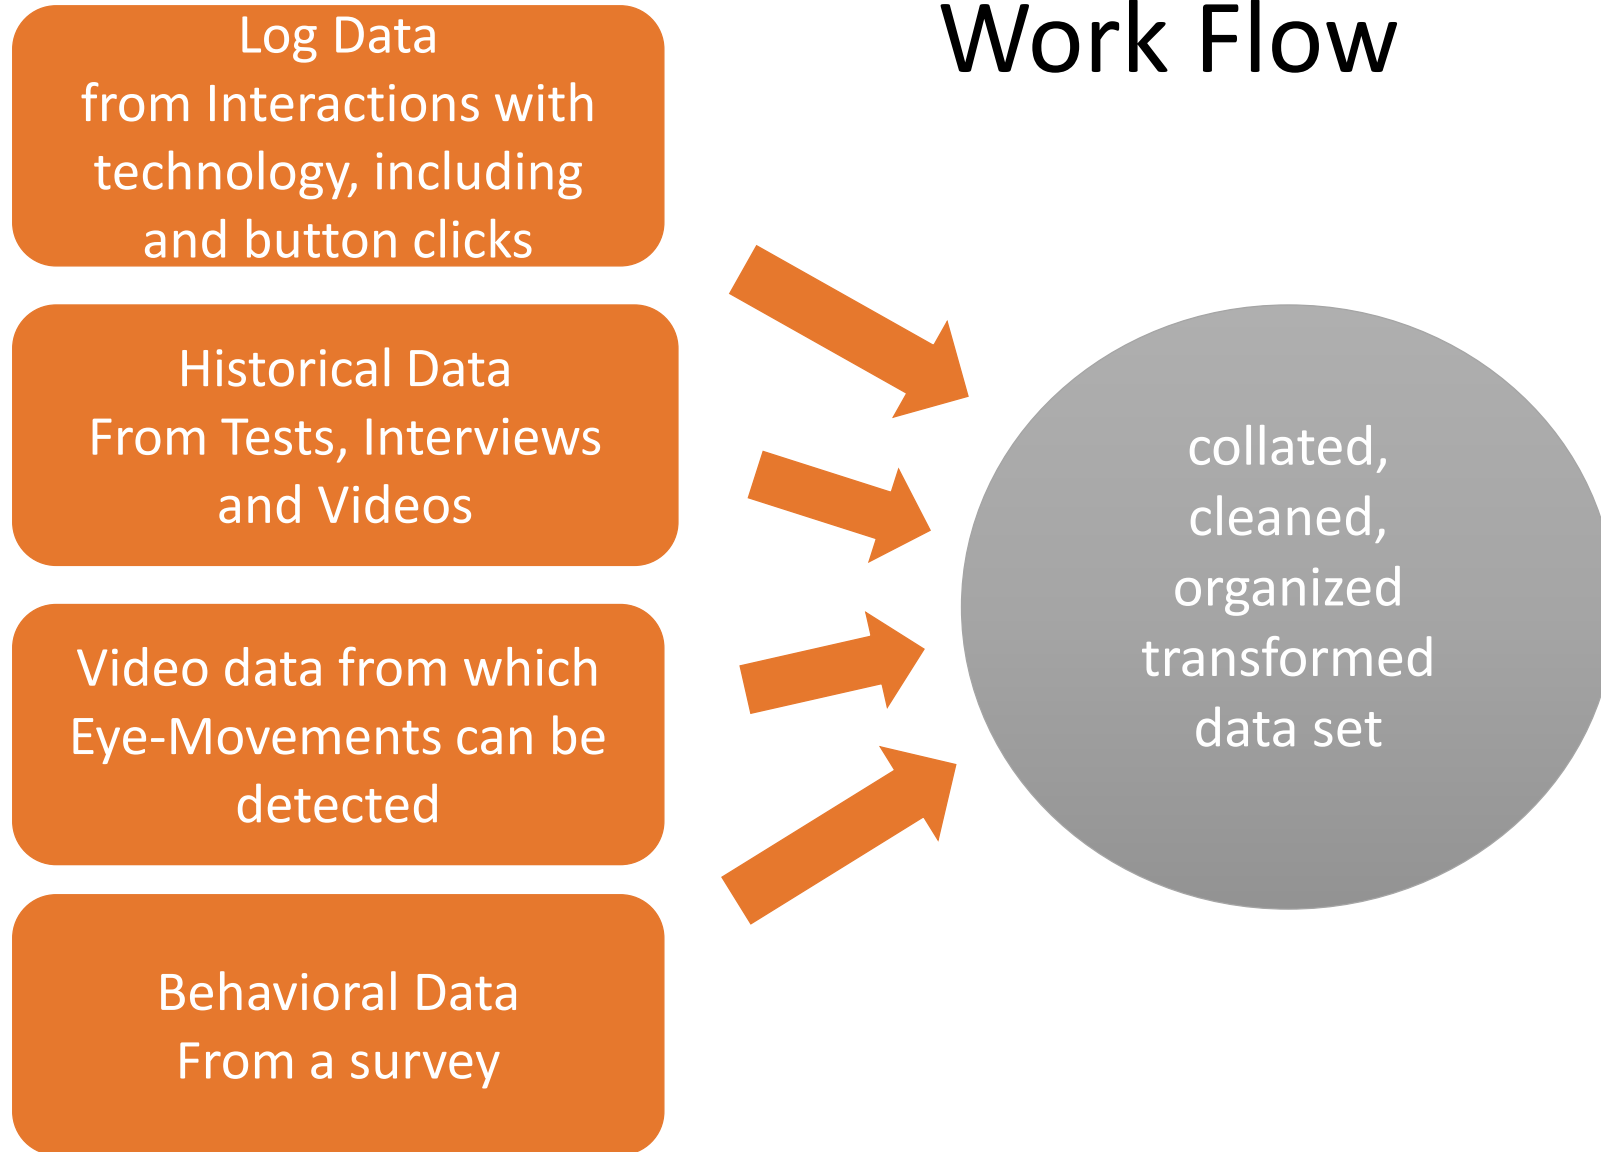 Work Flow
Log Data
from Interactions with
technology, including
and button clicks
Historical Data
From Tests, Interviews
and Videos
Video data from which
Eye-Movements can be
detected
Behavioral Data
From a survey
collated,
cleaned,
organized
transformed
data set